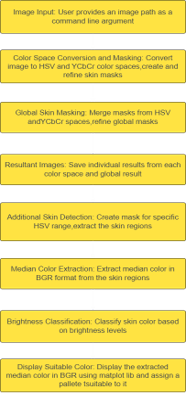 Image Input: User provides an image path as a
command line argument
Color Space Conversion and Masking: Convert
image to HSV and YCbCr color spaces,create and
refine skin masks
Global Skin Masking: Merge masks from HSV
andYCbCr spaces,refine global masks
Resultant Images: Save individual results from each
color space and global result
Additional Skin Detection: Create mask for specific
HSV range,extract the skin regions
Median Color Extraction: Extract median color in
BGR format from the skin regions
Brightness Classification: Classify skin color based
on brightness levels
Display Suitable Color: Display the extracted
median color in BGR using matplot lib and assign a
pallete tsuitable to it